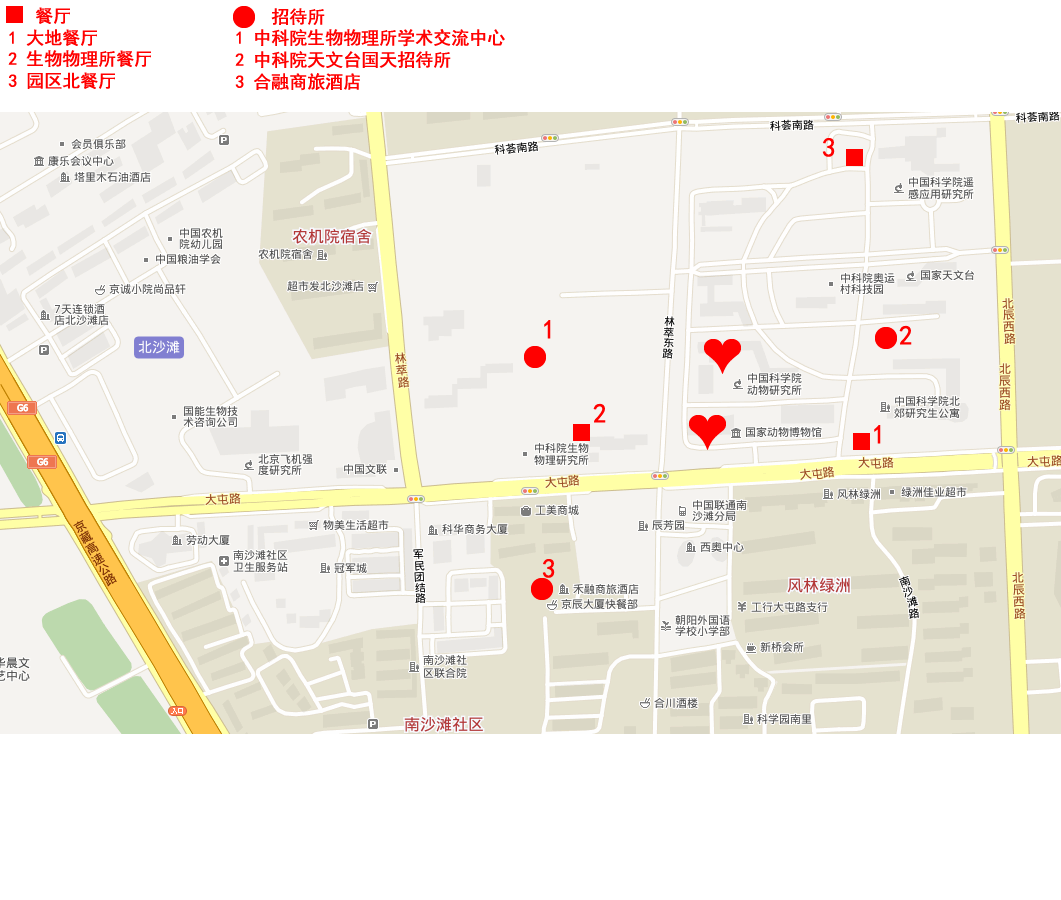 餐厅
招待所
1 大地餐厅
1 中科院生物物理所学术交流中心
2 生物物理所餐厅
2 中科院天文台国天招待所
3 园区北餐厅
3 合融商旅酒店
科荟南路
科荟南路
科荟南路
会员俱乐部
P
康乐会议中心
3
塔里木石油酒店
中国科学院遥
感应用研究所
中国农机
院幼儿园
农机院宿舍
农机院宿舍
中国粮油学会
国家天文台
中科院奥运
村科技园
京诚小院尚品轩
超市发北沙滩店
7天连锁酒
店北沙滩店
北辰西路
林萃东路
1
2
P
北沙滩
林萃路
北辰西路
中国科学院
动物研究所
G6
2
中国科学院北
郊研究生公寓
国能生物技
术咨询公司
国家动物博物馆
1
中科院生物
物理研究所
G6
北京飞机强
度研究所
中国文联
大屯路
大屯路
大屯路
大屯路
大屯路
风林绿洲
绿洲佳业超市
工美商城
中国联通南
沙滩分局
物美生活超市
科华商务大厦
辰芳园
京藏高速公路
劳动大厦
西奥中心
南沙滩社区
卫生服务站
冠军城
军民团结路
3
禾融商旅酒店
京辰大厦快餐部
风林绿洲
南沙滩路
北辰西路
工行大屯路支行
朝阳外国语
学校小学部
新桥会所
华晨文
艺中心
南沙滩社
区联合院
合川酒楼
入口
P
南沙滩社区
科学园南里